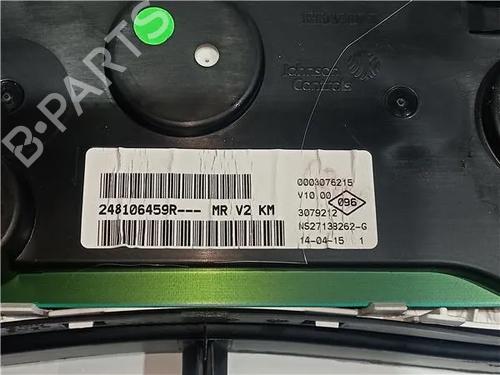 Johnson
Controls
B-PARTS
248106459R--- MR V2 KM
0003076215
V10.00
096
3079212
NS27138262-G
14-04-15 1